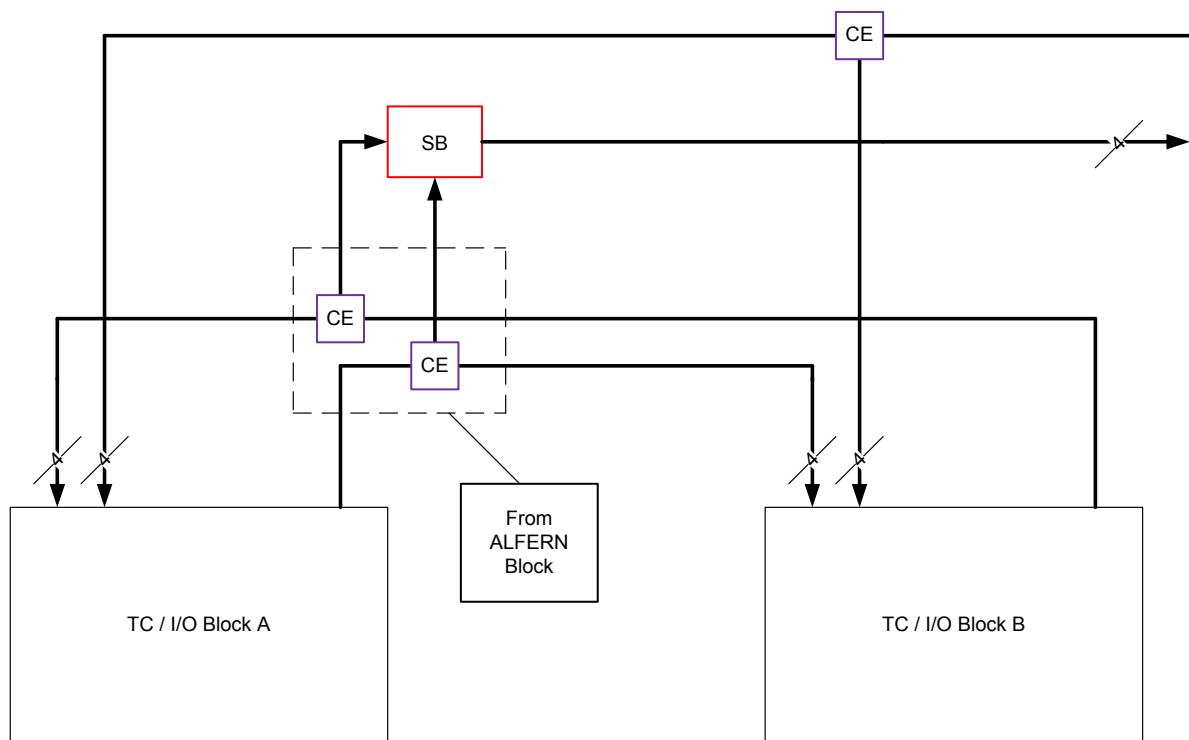 CE
SB
4
CE
CE
4
4
4
4
From
ALFERN
Block
TC / I/O Block A
TC / I/O Block B